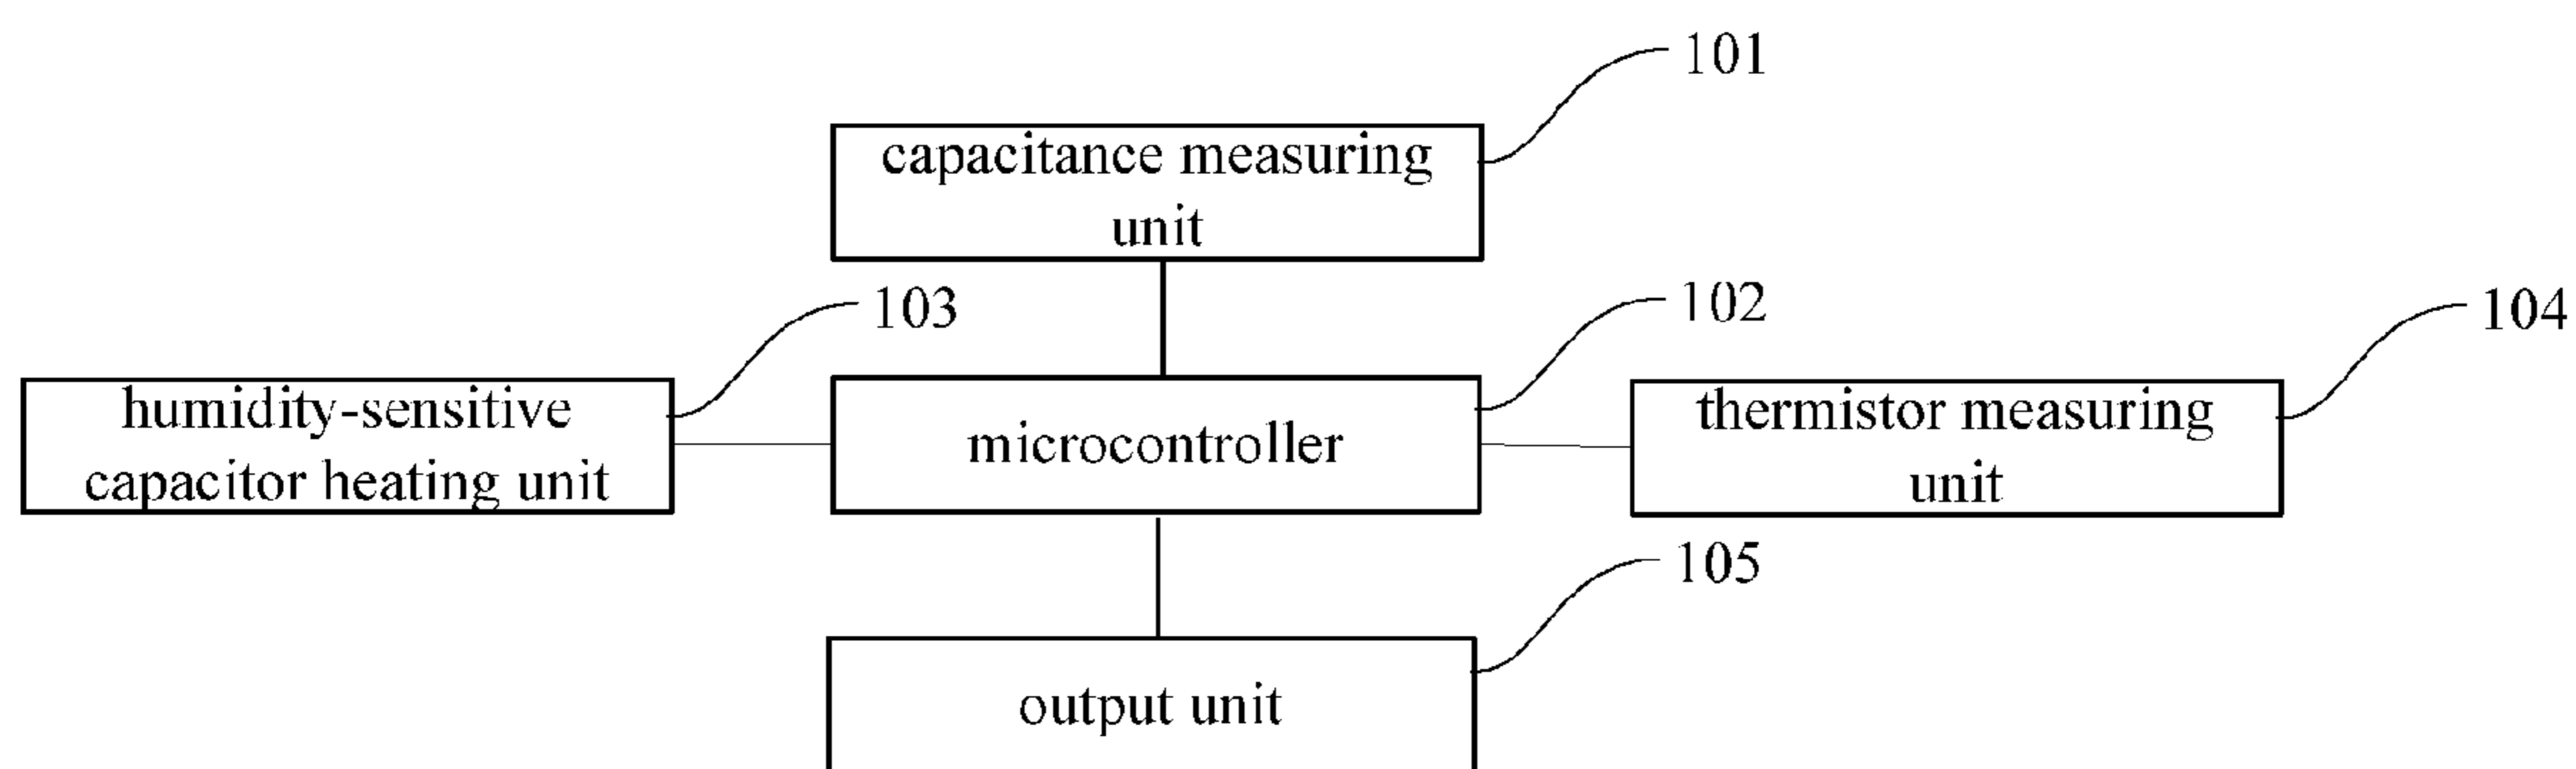 101
capacitance measuring
unit
103
102
104
humidity-sensitive
capacitor heating unit
microcontroller
thermistor measuring
unit
105
output unit